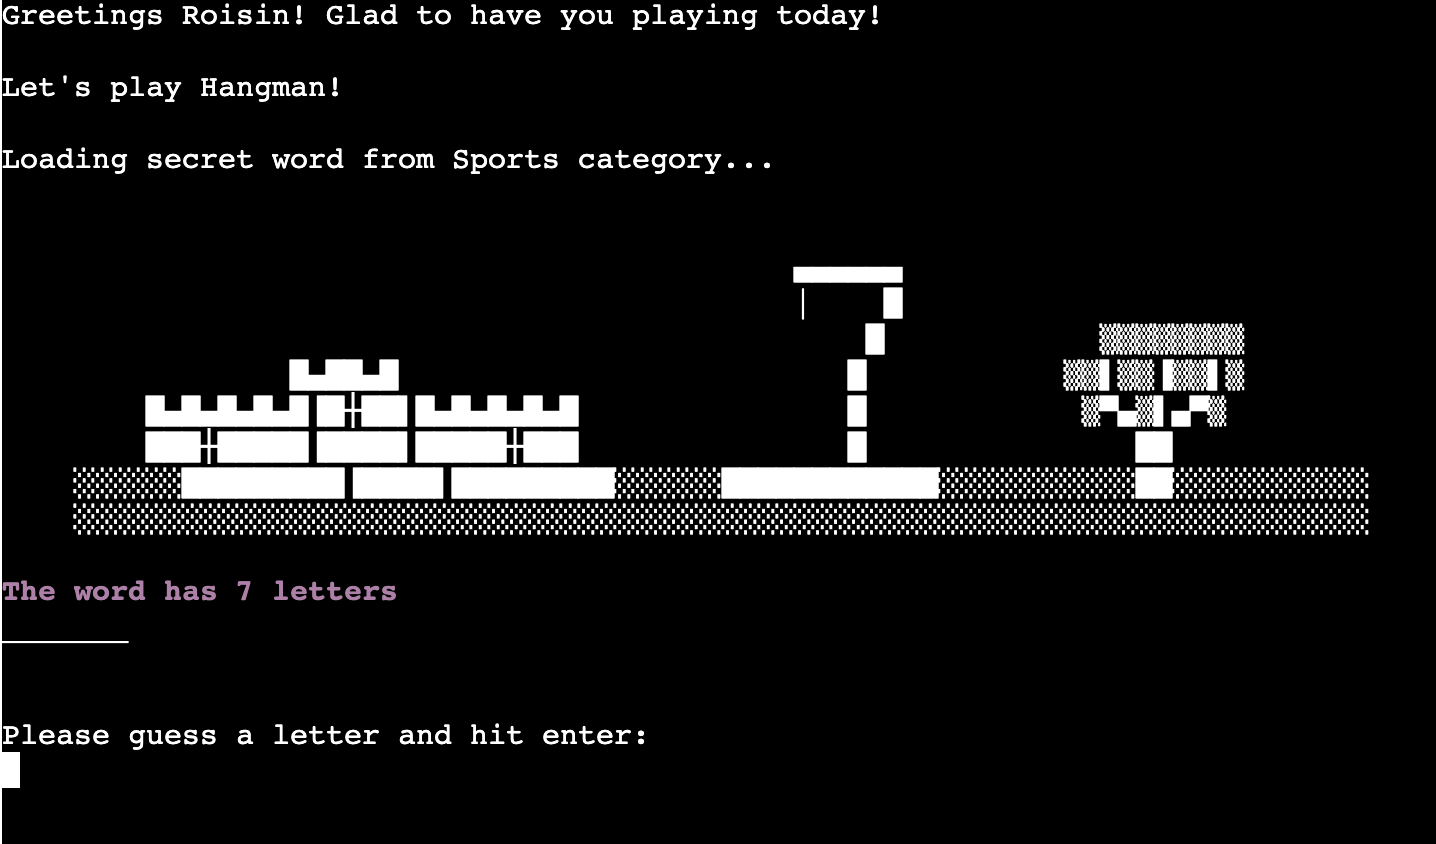 Greetings Roisin! Glad to have you playing today!
Let's play Hangman!
Loading secret word from Sports category...
The word has 7 letters
_______
Please guess a letter and hit enter: